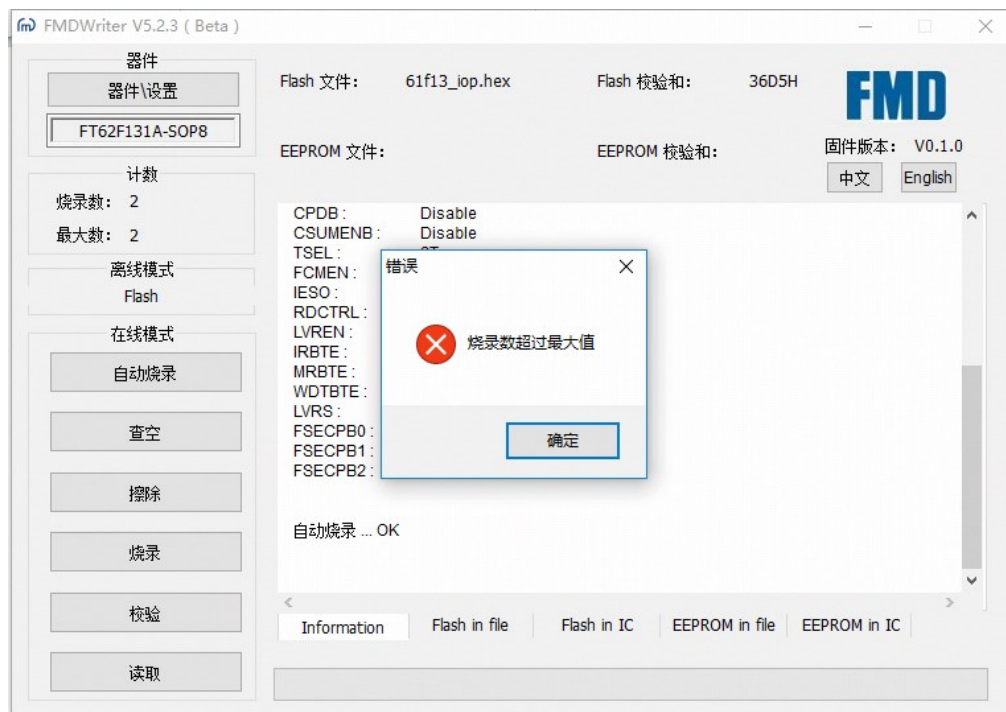 FMDWriter V5.2.3 ( Beta )
器件
器件\设置
FT62F131A-SOP8
计数
烧录数: 2
最大数: 2
离线模式
Flash
在线模式
自动烧录
查空
擦除
烧录
校验
读取
Flash 文件: 61f13_iop.hex Flash 校验和: 36D5H
EEPROM 文件: EEPROM 校验和:
FMD
固件版本: V0.1.0
中文 English
CPDB : Disable
CSUMENB : Disable
TSEL :
FCMEN :
IESO :
RDCTRL :
LVREN :
IRBTE :
MRBTE :
WDTBTE :
LVRS :
FSECPB0 :
FSECPB1 :
FSECPB2 :
自动烧录 ... OK
错误
烧录数超过最大值
确定
Information Flash in file Flash in IC EEPROM in file EEPROM in IC